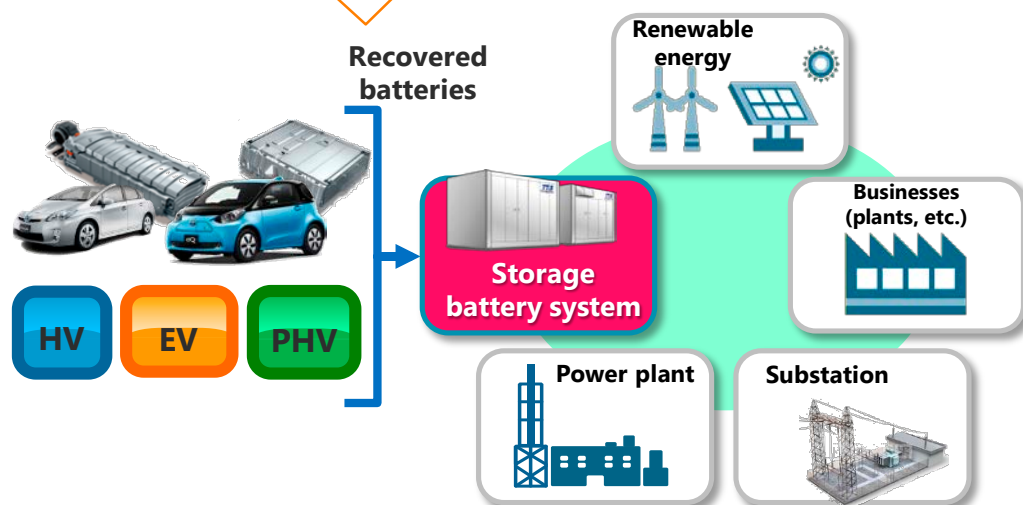 Recovered
batteries
HV
EV
PHV
Storage
battery system
Renewable
energy
Businesses
(plants, etc.)
Power plant
Substation